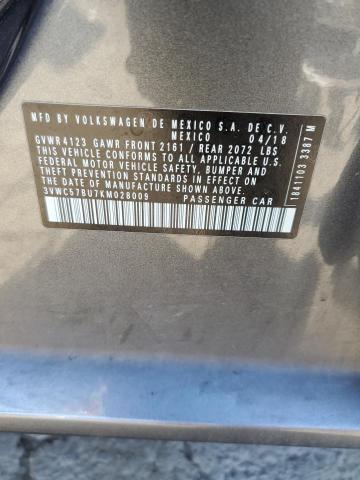 MFD BY VOLKSWAGEN DE MEXICO S.A. DE C.V.
MEXICO 04/18
GVWR 4123 GAWR FRONT 2161 / REAR 2072 LBS
THIS VEHICLE CONFORMS TO ALL APPLICABLE U.S.
FEDERAL MOTOR VEHICLE SAFETY, BUMPER AND
THEFT PREVENTION STANDARDS IN EFFECT ON
THE DATE OF MANUFACTURE SHOWN ABOVE
3VWC57BU7KM028009 PASSENGER CAR
1841103 3387 M